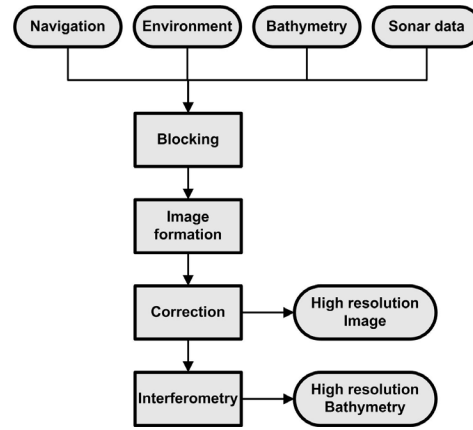 Navigation
Environment
Bathymetry
Sonar data
Blocking
Image
formation
Correction
High resolution
Image
Interferometry
High resolution
Bathymetry